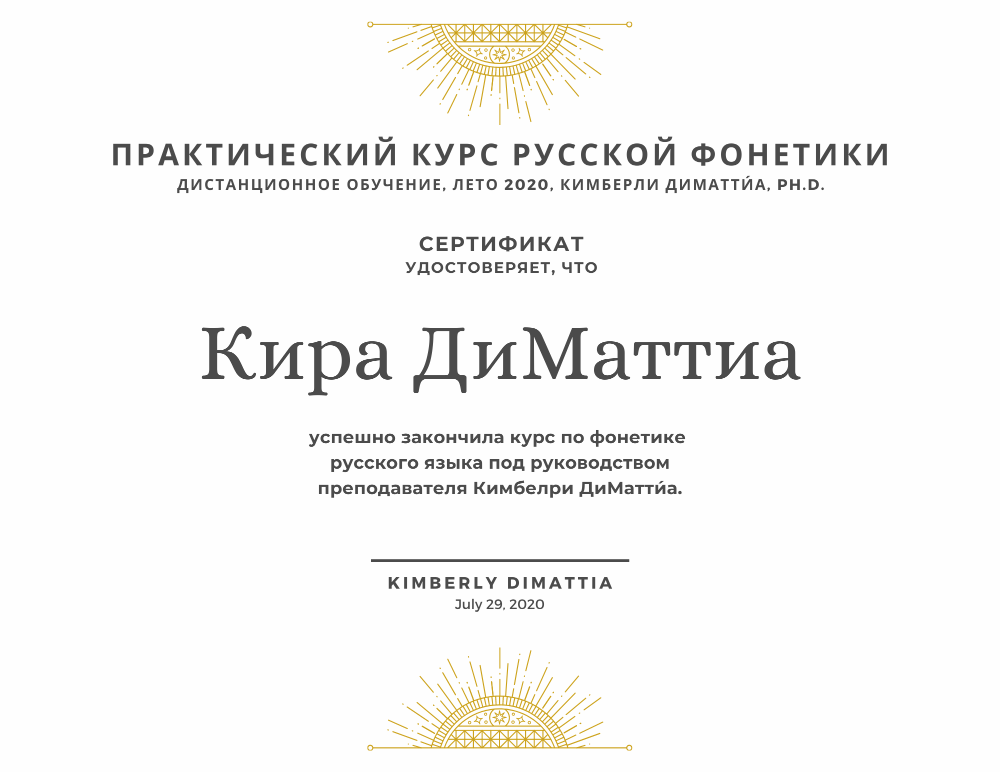 ПРАКТИЧЕСКИЙ КУРС РУССКОЙ ФОНЕТИКИ
ДИСТАНЦИОННОЕ ОБУЧЕНИЕ, ЛЕТО 2020, КИМБЕРЛИ ДИМАТТИ́А, PH.D.
СЕРТИФИКАТ
УДОСТОВЕРЯЕТ, ЧТО
Кира ДиМаттиа
успешно закончила курс по фонетике
русского языка под руководством
преподавателя Кимбелри ДиМатти́а.
KIMBERLY DIMATTIA
July 29, 2020